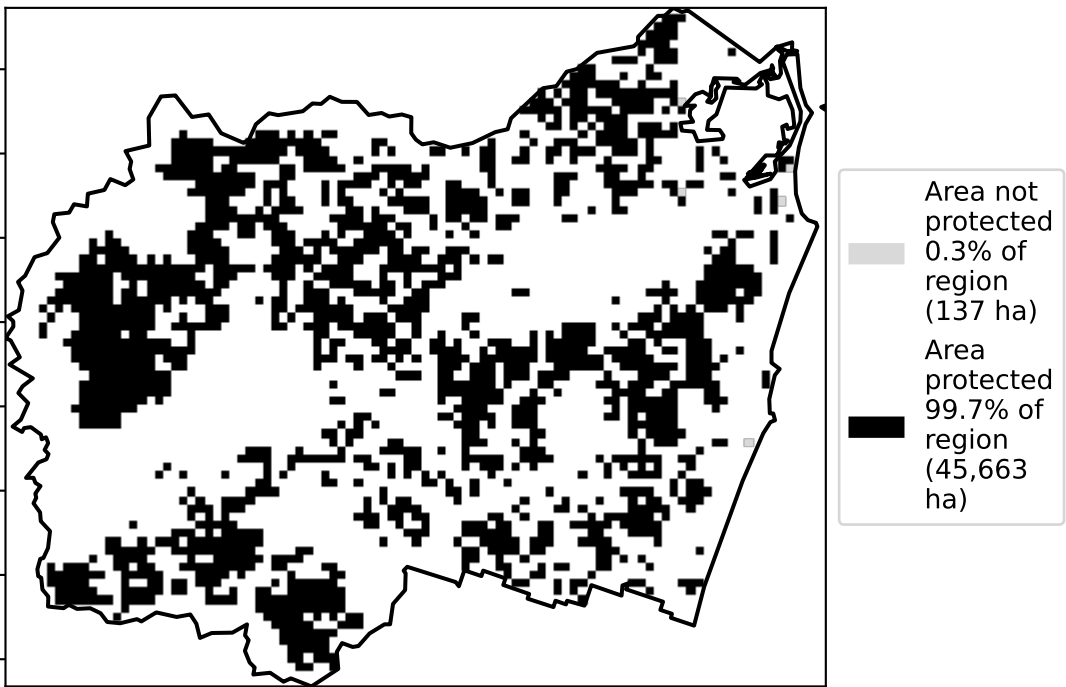 Area not
protected
0.3% of
region
(137 ha)
Area
protected
99.7% of
region
(45,663
ha)